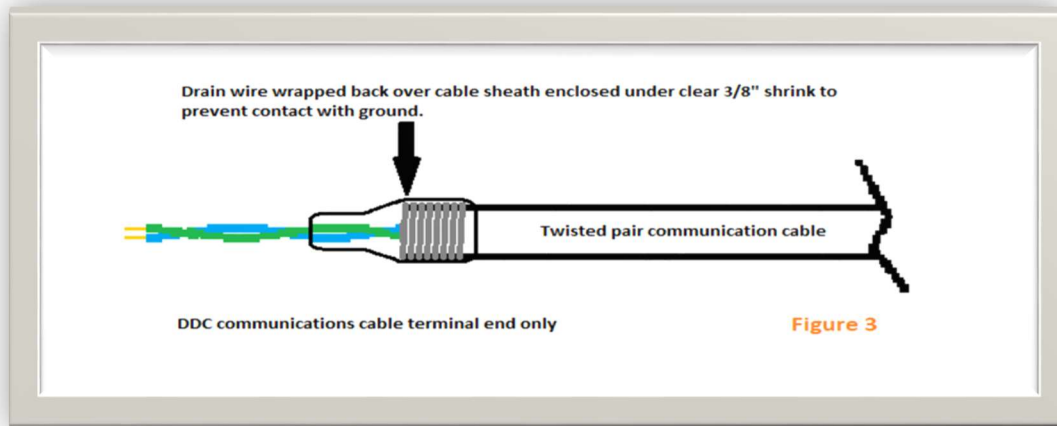 Drain wire wrapped back over cable sheath enclosed under clear 3/8" shrink to
prevent contact with ground.
Twisted pair communication cable
DDC communications cable terminal end only
Figure 3